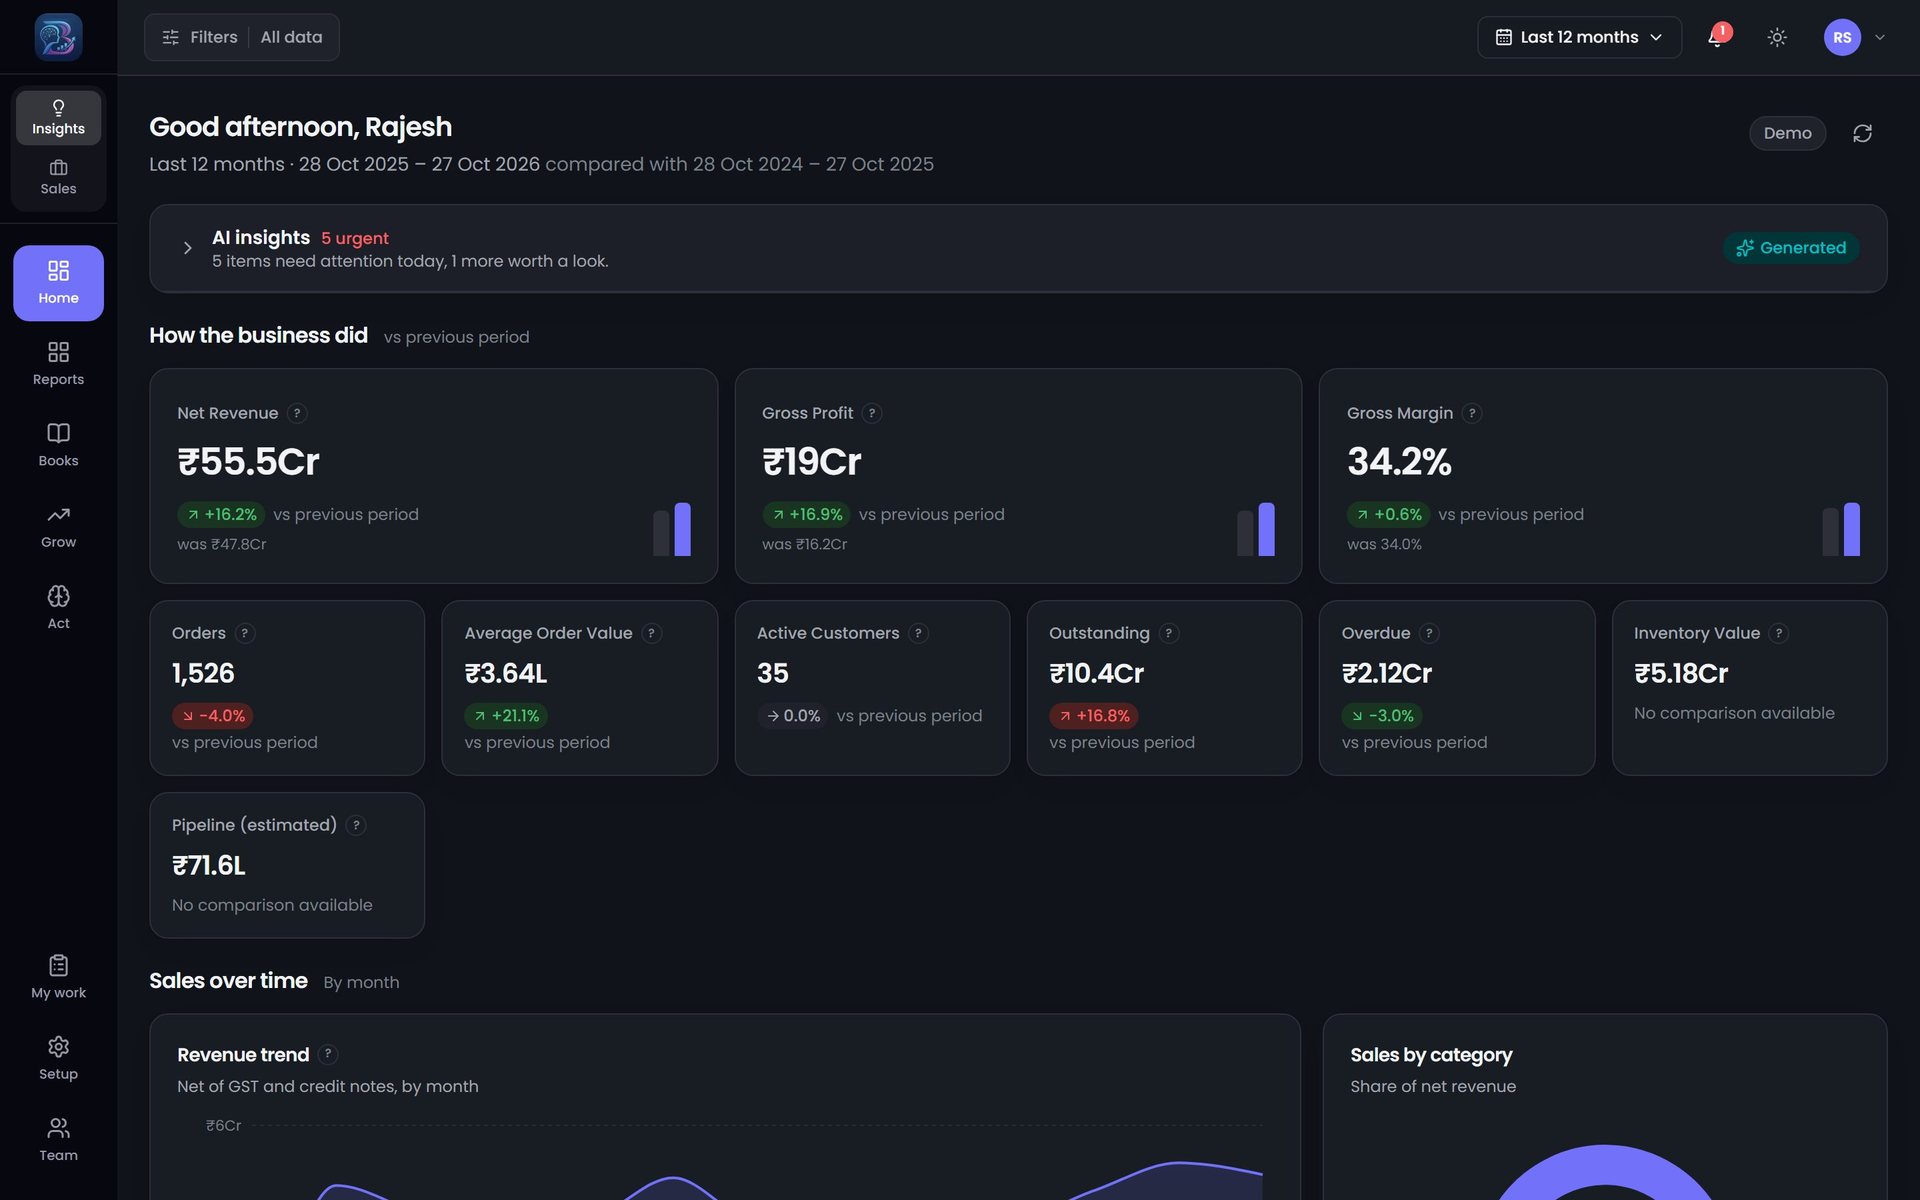 Filters
All data
Last 12 months
1
RS
Insights
Sales
Home
Reports
Books
Grow
Act
My work
Setup
Team
Good afternoon, Rajesh
Last 12 months · 28 Oct 2025 – 27 Oct 2026 compared with 28 Oct 2024 – 27 Oct 2025
Demo
AI insights 5 urgent
5 items need attention today, 1 more worth a look.
Generated
How the business did vs previous period
Net Revenue ?
₹55.5Cr
+16.2% vs previous period
was ₹47.8Cr
Gross Profit ?
₹19Cr
+16.9% vs previous period
was ₹16.2Cr
Gross Margin ?
34.2%
+0.6% vs previous period
was 34.0%
Orders ?
1,526
-4.0%
vs previous period
Average Order Value ?
₹3.64L
+21.1%
vs previous period
Active Customers ?
35
0.0% vs previous period
Outstanding ?
₹10.4Cr
+16.8%
vs previous period
Overdue ?
₹2.12Cr
-3.0%
vs previous period
Inventory Value ?
₹5.18Cr
No comparison available
Pipeline (estimated) ?
₹71.6L
No comparison available
Sales over time By month
Revenue trend ?
Net of GST and credit notes, by month
₹6Cr
Sales by category
Share of net revenue